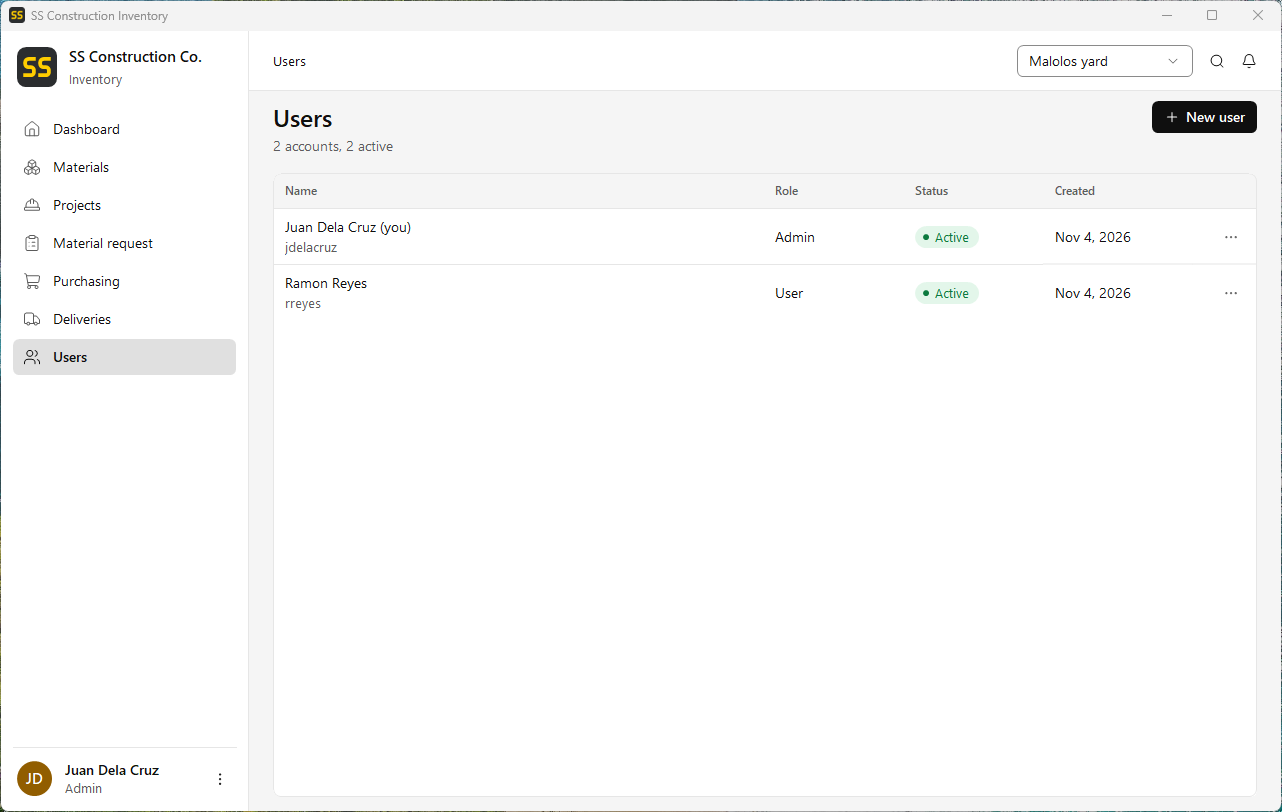 SS SS Construction Inventory
SS
SS Construction Co.
Inventory
Dashboard
Materials
Projects
Material request
Purchasing
Deliveries
Users
JD
Juan Dela Cruz
Admin
Users
Malolos yard
Users
2 accounts, 2 active
New user
Name Role Status Created
Juan Dela Cruz (you)
jdelacruz
Admin Active Nov 4, 2026
Ramon Reyes
rreyes
User Active Nov 4, 2026